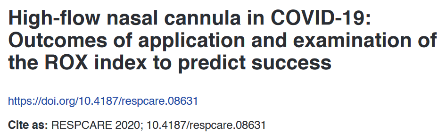 High-flow nasal cannula in COVID-19:
Outcomes of application and examination of
the ROX index to predict success
https://doi.org/10.4187/respcare.08631
Cite as: RESPCARE 2020; 10.4187/respcare.08631